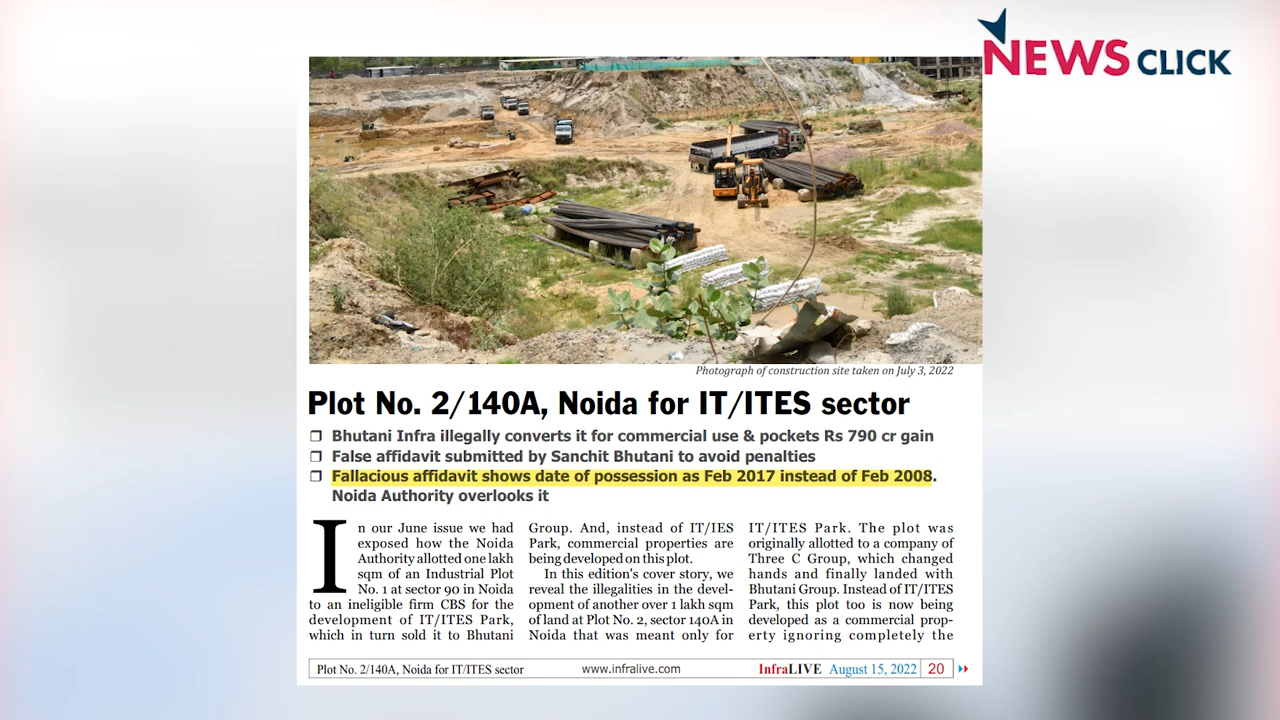 NEWS CLICK
Photograph of construction site taken on July 3, 2022
Plot No. 2/140A, Noida for IT/ITES sector
❒ Bhutani Infra illegally converts it for commercial use & pockets Rs 790 cr gain
❒ False affidavit submitted by Sanchit Bhutani to avoid penalties
❒ Fallacious affidavit shows date of possession as Feb 2017 instead of Feb 2008.
Noida Authority overlooks it
In our June issue we had
exposed how the Noida
Authority allotted one lakh
sqm of an Industrial Plot
No. 1 at sector 90 in Noida
to an ineligible firm CBS for the
development of IT/ITES Park,
which in turn sold it to Bhutani
Group. And, instead of IT/IES
Park, commercial properties are
being developed on this plot.
In this edition's cover story, we
reveal the illegalities in the devel-
opment of another over 1 lakh sqm
of land at Plot No. 2, sector 140A in
Noida that was meant only for
IT/ITES Park. The plot was
originally allotted to a company of
Three C Group, which changed
hands and finally landed with
Bhutani Group. Instead of IT/ITES
Park, this plot too is now being
developed as a commercial prop-
erty ignoring completely the
Plot No. 2/140A, Noida for IT/ITES sector www.infralive.com InfraLIVE August 15, 2022 20